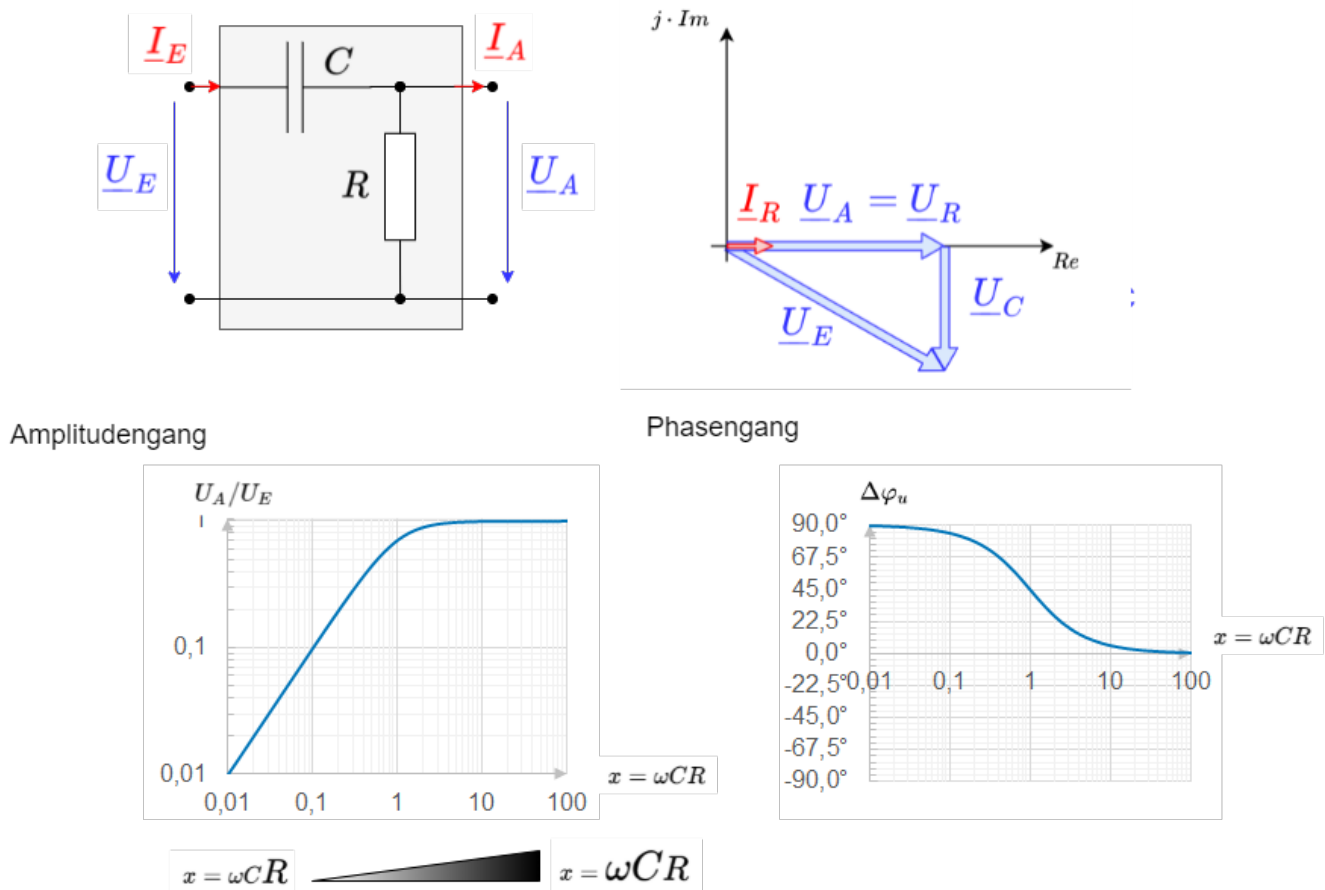 I_E
C
I_A
U_E
R
U_A
j · Im
I_R U_A = U_R
Re
U_C
U_E
Amplitudengang
Phasengang
U_A/U_E
1
0,1
0,01
0,01 0,1 1 10 100
x = ωCR
Δφ_u
90,0°
67,5°
45,0°
22,5°
0,0°
-22,5°
-45,0°
-67,5°
-90,0°
0,01 0,1 1 10 100
x = ωCR
x = ωCR
x = ωCR